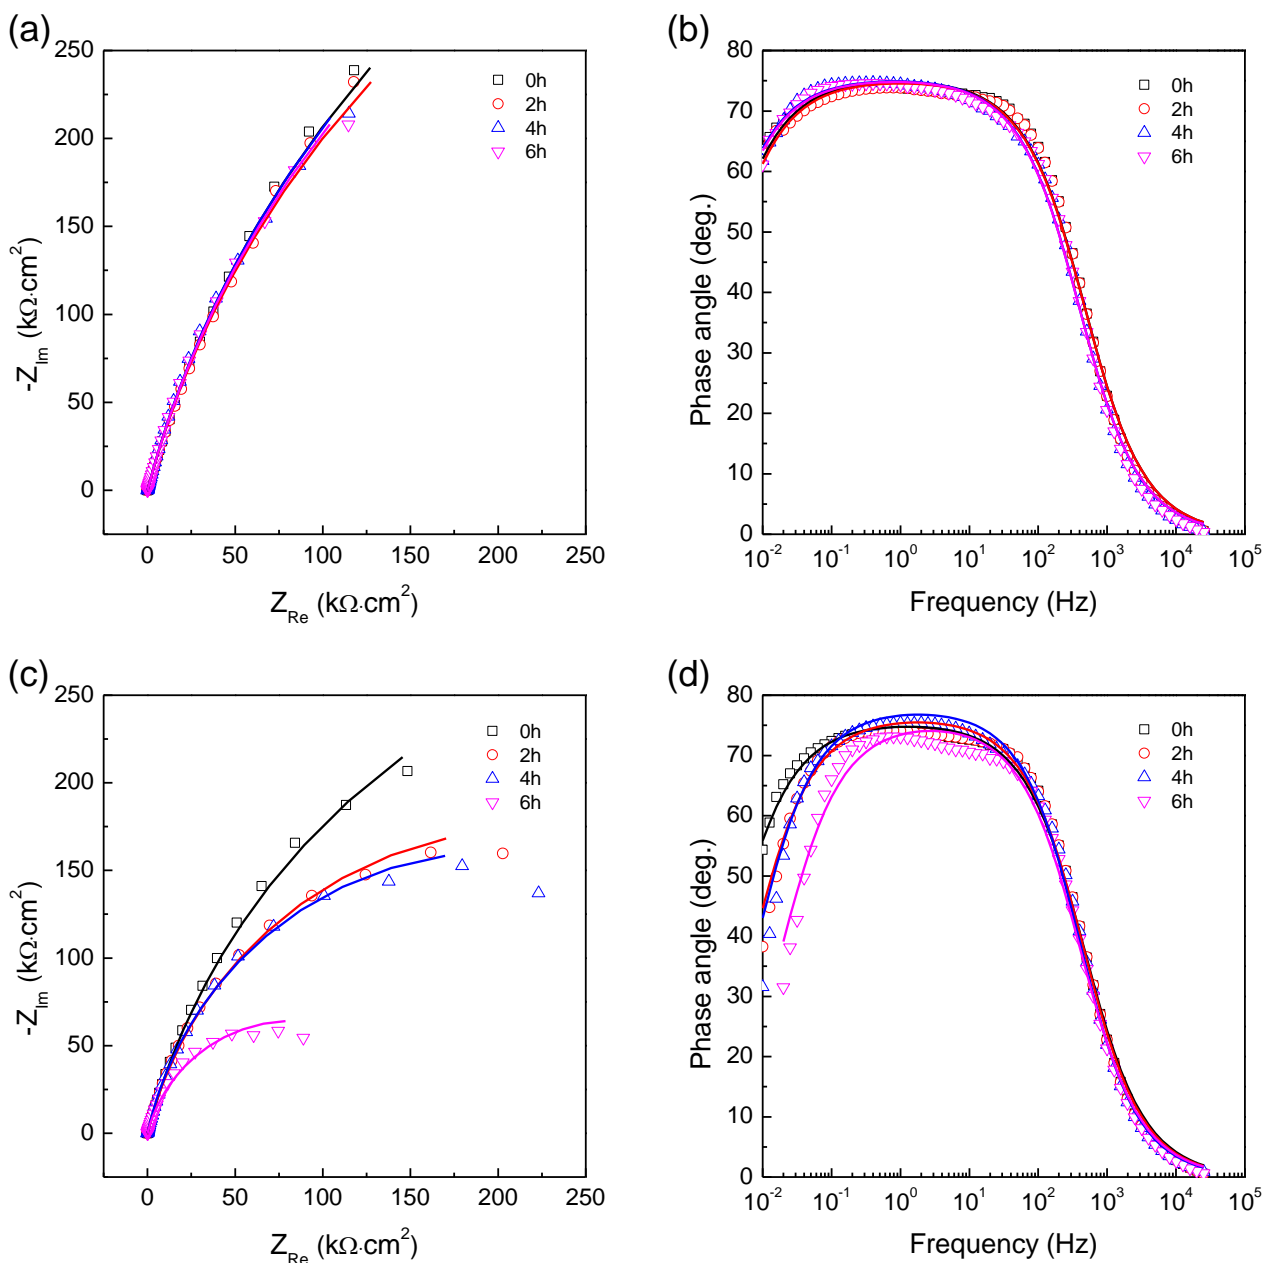 (a)
250
200
150
100
50
0
-Z_Im (kΩ·cm²)
0 50 100 150 200 250
Z_Re (kΩ·cm²)
0h
2h
4h
6h
(b)
80
70
60
50
40
30
20
10
0
Phase angle (deg.)
10⁻² 10⁻¹ 10⁰ 10¹ 10² 10³ 10⁴ 10⁵
Frequency (Hz)
0h
2h
4h
6h
(c)
250
200
150
100
50
0
-Z_Im (kΩ·cm²)
0 50 100 150 200 250
Z_Re (kΩ·cm²)
0h
2h
4h
6h
(d)
80
70
60
50
40
30
20
10
0
Phase angle (deg.)
10⁻² 10⁻¹ 10⁰ 10¹ 10² 10³ 10⁴ 10⁵
Frequency (Hz)
0h
2h
4h
6h